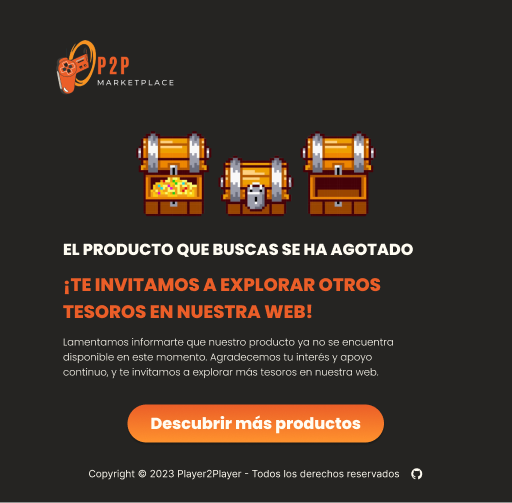 P2P
MARKETPLACE
EL PRODUCTO QUE BUSCAS SE HA AGOTADO
¡TE INVITAMOS A EXPLORAR OTROS
TESOROS EN NUESTRA WEB!
Lamentamos informarte que nuestro producto ya no se encuentra
disponible en este momento. Agradecemos tu interés y apoyo
continuo, y te invitamos a explorar más tesoros en nuestra web.
Descubrir más productos
Copyright © 2023 Player2Player - Todos los derechos reservados